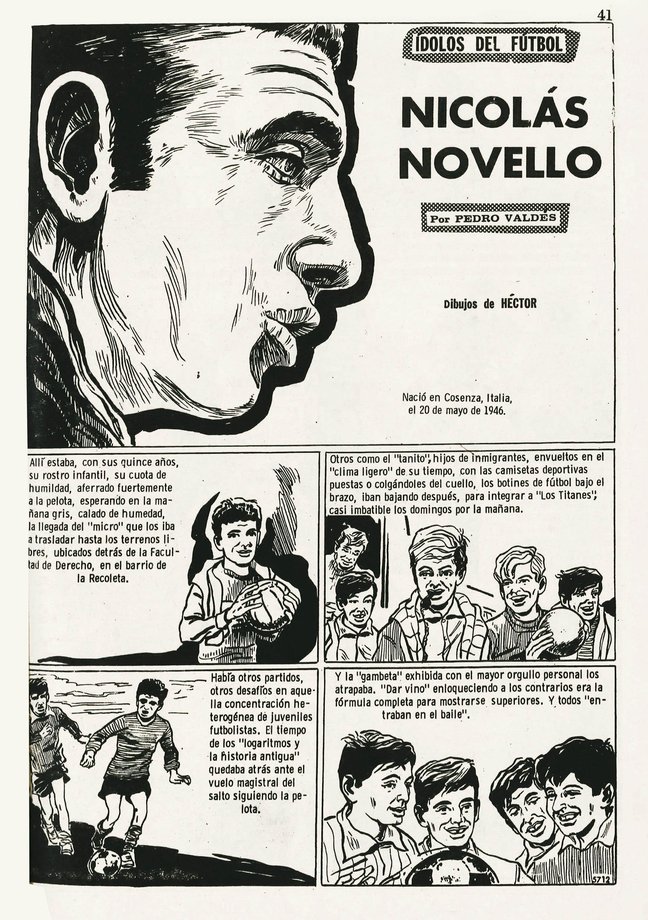 41
ÍDOLOS DEL FÚTBOL
NICOLÁS
NOVELLO
Por PEDRO VALDÉS
Dibujos de HÉCTOR
Nació en Cosenza, Italia,
el 20 de mayo de 1946.
Allí estaba, con sus quince años,
su rostro infantil, su cuota de
humildad, aferrado fuertemente
a la pelota, esperando en la ma-
ñana gris, calado de humedad,
la llegada del "micro" que los iba
a trasladar hasta los terrenos li-
bres, ubicados detrás de la Facul-
tad de Derecho, en el barrio de
la Recoleta.
Otros como el "tanito", hijos de inmigrantes, envueltos en el
"clima ligero" de su tiempo, con las camisetas deportivas
puestas o colgándoles del cuello, los botines de fútbol bajo el
brazo, iban bajando después, para integrar a "Los Titanes",
casi imbatible los domingos por la mañana.
Había otros partidos,
otros desafíos en aque-
lla concentración he-
terogénea de juveniles
futbolistas. El tiempo
de los "logaritmos y
la historia antigua"
quedaba atrás ante el
vuelo magistral del
salto siguiendo la pe-
lota.
Y la "gambeta" exhibida con el mayor orgullo personal los
atrapaba. "Dar vino" enloqueciendo a los contrarios era la
fórmula completa para mostrarse superiores. Y todos "en-
traban en el baile".
5712